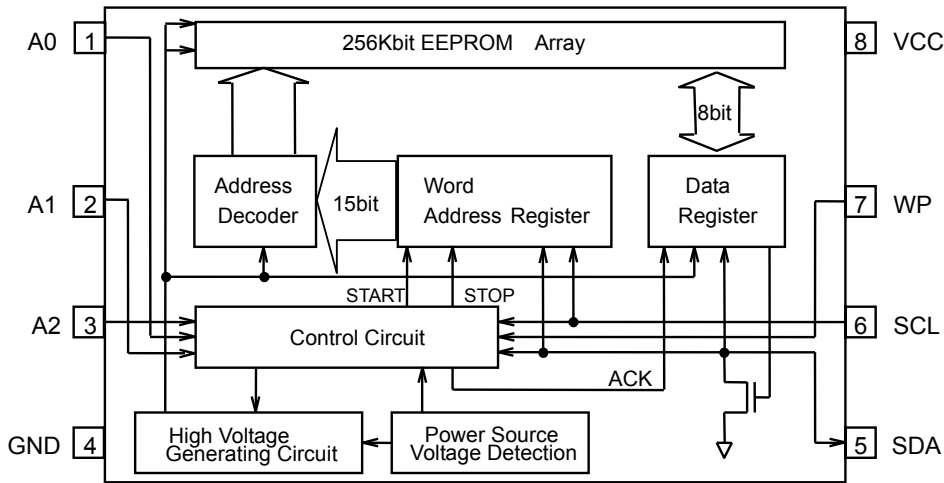 A0 1 256Kbit EEPROM Array 8 VCC
8bit
A1 2 Address Decoder 15bit Word Address Register Data Register 7 WP
START STOP
A2 3 Control Circuit 6 SCL
ACK
GND 4 High Voltage Generating Circuit Power Source Voltage Detection 5 SDA